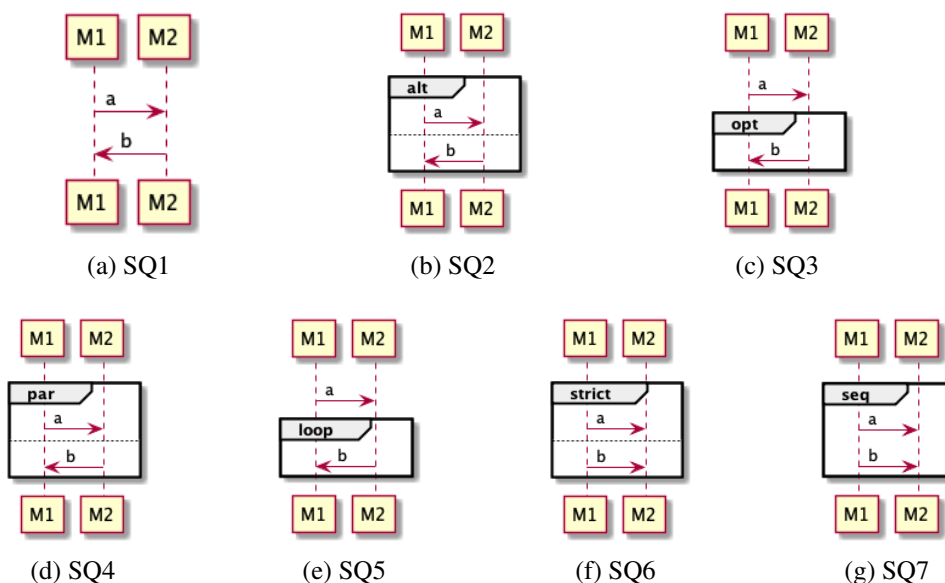 M1 M2
a
b
M1 M2
(a) SQ1
M1 M2
alt
a
b
M1 M2
(b) SQ2
M1 M2
a
opt
b
M1 M2
(c) SQ3
M1 M2
par
a
b
M1 M2
(d) SQ4
M1 M2
a
loop
b
M1 M2
(e) SQ5
M1 M2
strict
a
b
M1 M2
(f) SQ6
M1 M2
seq
a
b
M1 M2
(g) SQ7